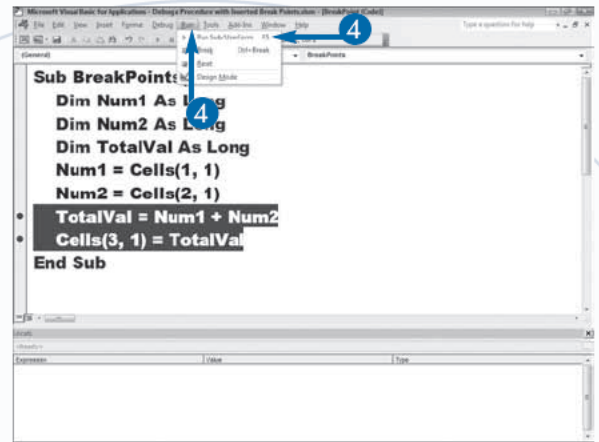 Microsoft Visual Basic for Applications - Debug a Procedure with Inserted Break Points.xlsm - [BreakPoint (Code)]
File Edit View Insert Format Debug Run Tools Add-Ins Window Help
Type a question for help
Run Sub/UserForm F5
4
Break Ctrl+Break
Reset
Design Mode
4
(General)
BreakPoints
Sub BreakPoints
Dim Num1 As Long
Dim Num2 As L g
Dim TotalVal As Long
Num1 = Cells(1, 1)
Num2 = Cells(2, 1)
TotalVal = Num1 + Num2
Cells(3, 1) = TotalVal
End Sub
Locals
<Ready>
Expression Value Type